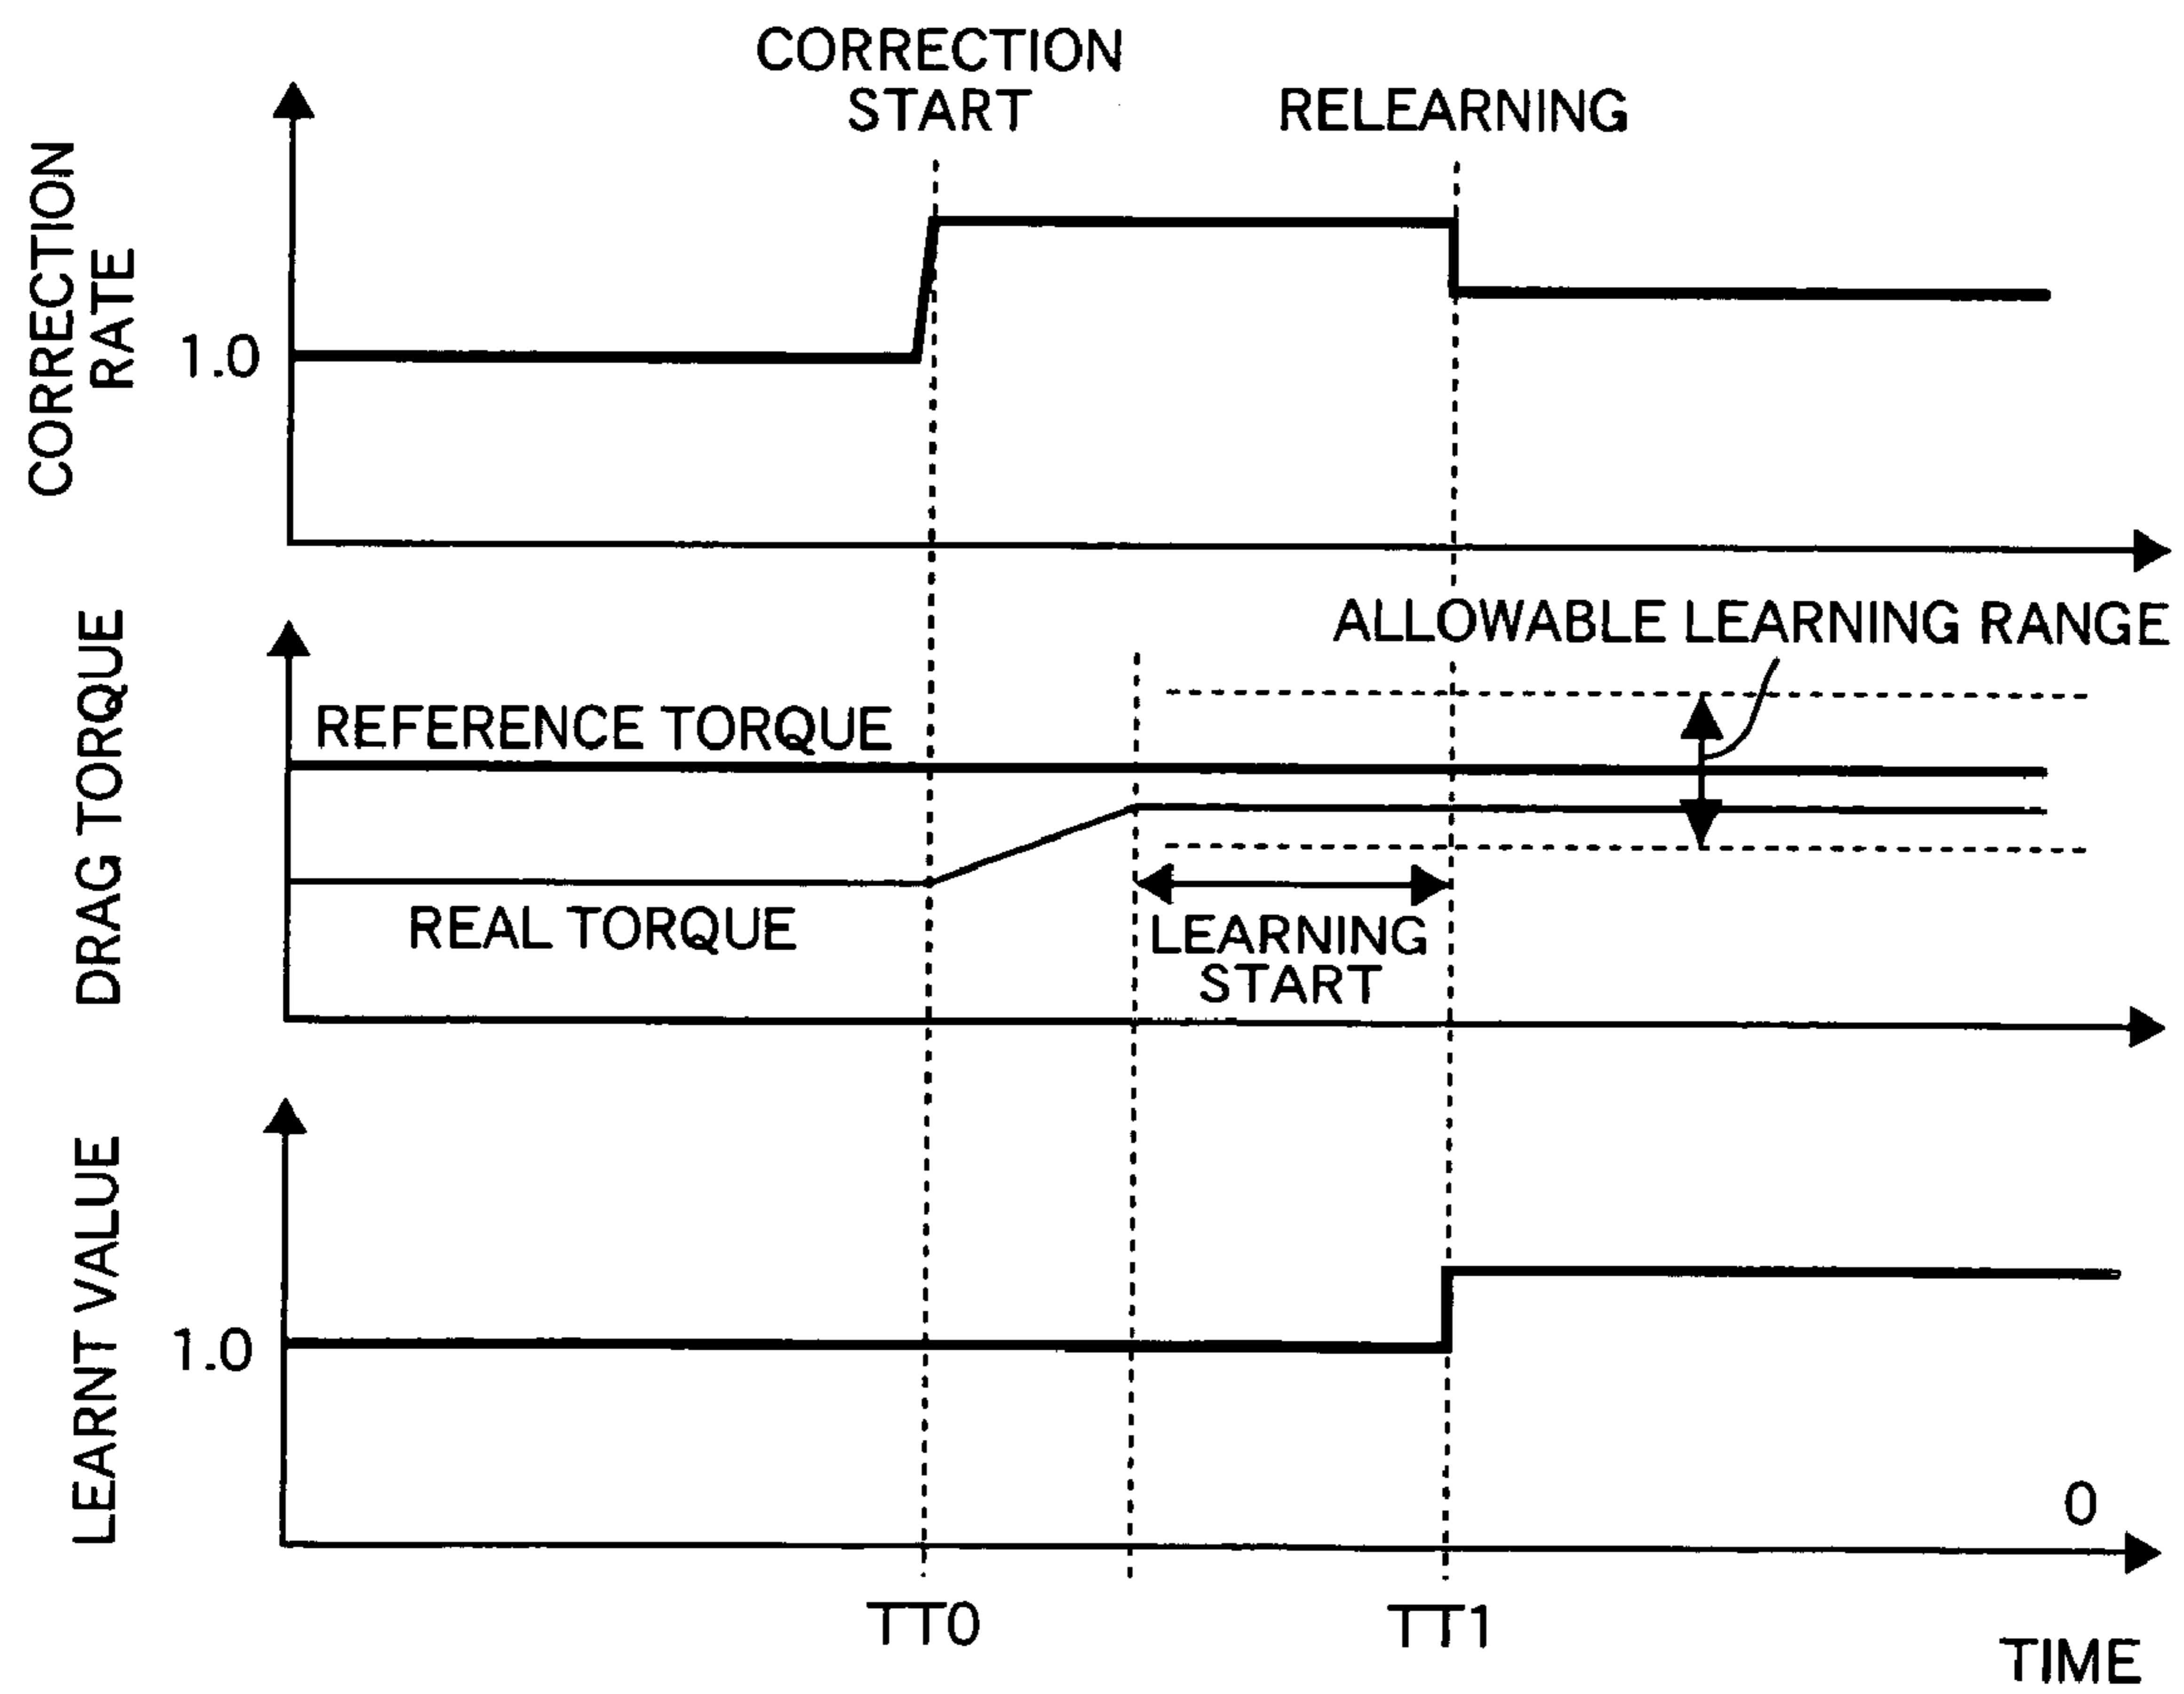 CORRECTION
START
RELEARNING
CORRECTION
RATE
1.0
ALLOWABLE LEARNING RANGE
DRAG TORQUE
REFERENCE TORQUE
REAL TORQUE
LEARNING
START
LEARNT VALUE
1.0
0
TT0
TT1
TIME